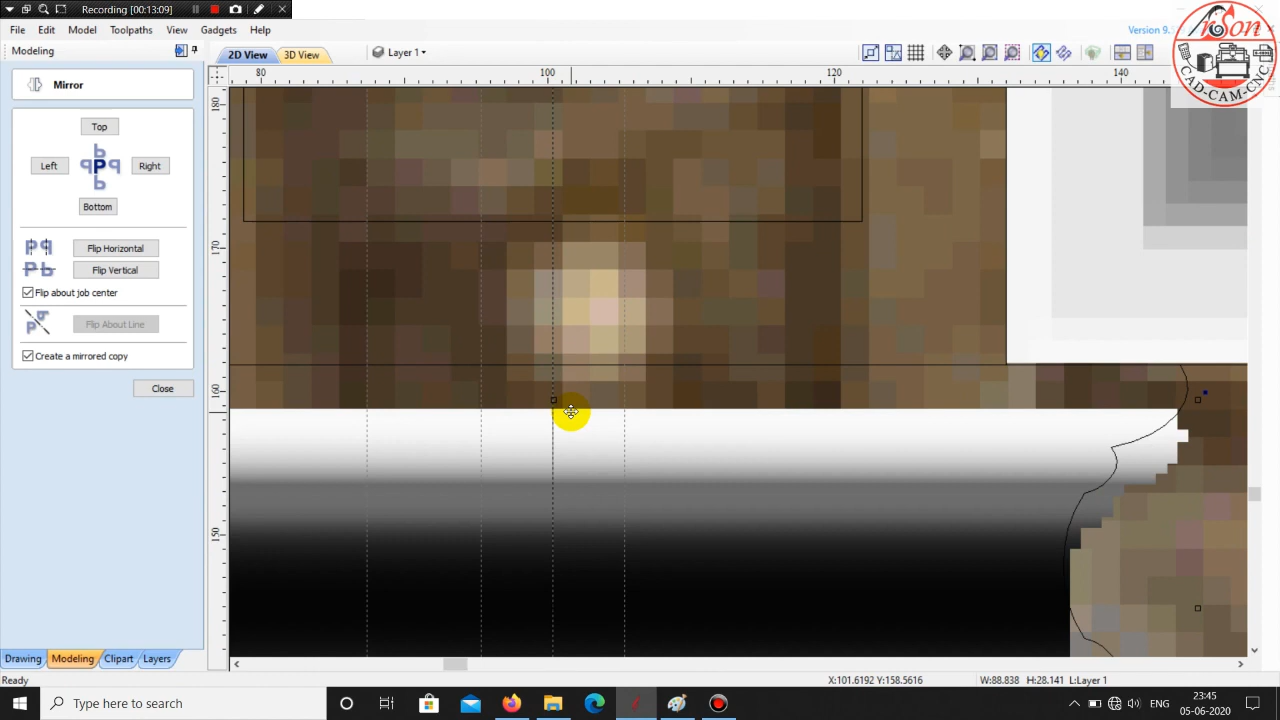 Recording [00:13:09]
File Edit Model Toolpaths View Gadgets Help
Version 9.
Modeling
2D View 3D View Layer 1
Mirror
80 100 120 140
Top
Left Right
Bottom
Flip Horizontal
Flip Vertical
Flip about job center
Flip About Line
Create a mirrored copy
Close
180
170
160
150
CAD-CAM-CNC
Drawing Modeling Clipart Layers
Ready
X:101.6192 Y:158.5616 W:88.838 H:28.141 L:Layer 1
Type here to search
ENG
23:45
05-06-2020